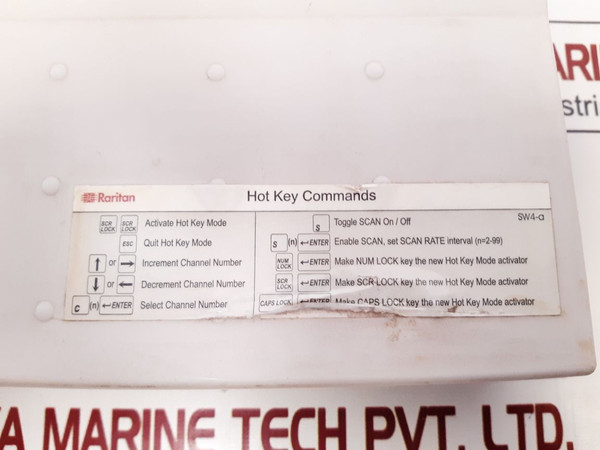 ARI
stri
Raritan
Hot Key Commands
SCR LOCK SCR LOCK Activate Hot Key Mode
ESC Quit Hot Key Mode
↑ or → Increment Channel Number
↓ or ← Decrement Channel Number
C (n) ↵ENTER Select Channel Number
S Toggle SCAN On / Off SW4-a
S (n) ↵ENTER Enable SCAN, set SCAN RATE interval (n=2-99)
NUM LOCK ↵ENTER Make NUM LOCK key the new Hot Key Mode activator
SCR LOCK ↵ENTER Make SCR LOCK key the new Hot Key Mode activator
CAPS LOCK ↵ENTER Make CAPS LOCK key the new Hot Key Mode activator
A MARINE TECH PVT. LTD.